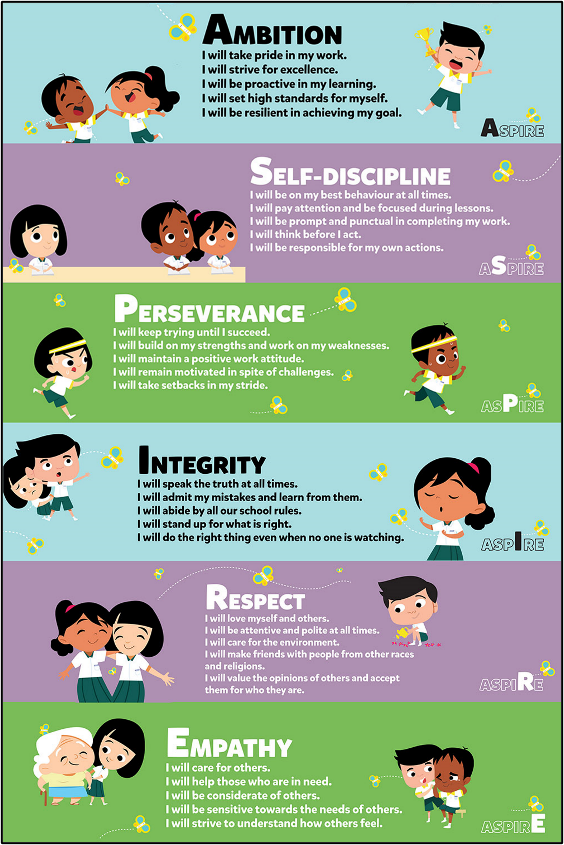 AMBITION
I will take pride in my work.
I will strive for excellence.
I will be proactive in my learning.
I will set high standards for myself.
I will be resilient in achieving my goal.
ASPIRE
SELF-DISCIPLINE
I will be on my best behaviour at all times.
I will pay attention and be focused during lessons.
I will be prompt and punctual in completing my work.
I will think before I act.
I will be responsible for my own actions.
ASPIRE
PERSEVERANCE
I will keep trying until I succeed.
I will build on my strengths and work on my weaknesses.
I will maintain a positive work attitude.
I will remain motivated in spite of challenges.
I will take setbacks in my stride.
ASPIRE
INTEGRITY
I will speak the truth at all times.
I will admit my mistakes and learn from them.
I will abide by all our school rules.
I will stand up for what is right.
I will do the right thing even when no one is watching.
ASPIRE
RESPECT
I will love myself and others.
I will be attentive and polite at all times.
I will care for the environment.
I will make friends with people from other races
and religions.
I will value the opinions of others and accept
them for who they are.
ASPIRE
EMPATHY
I will care for others.
I will help those who are in need.
I will be considerate of others.
I will be sensitive towards the needs of others.
I will strive to understand how others feel.
ASPIRE